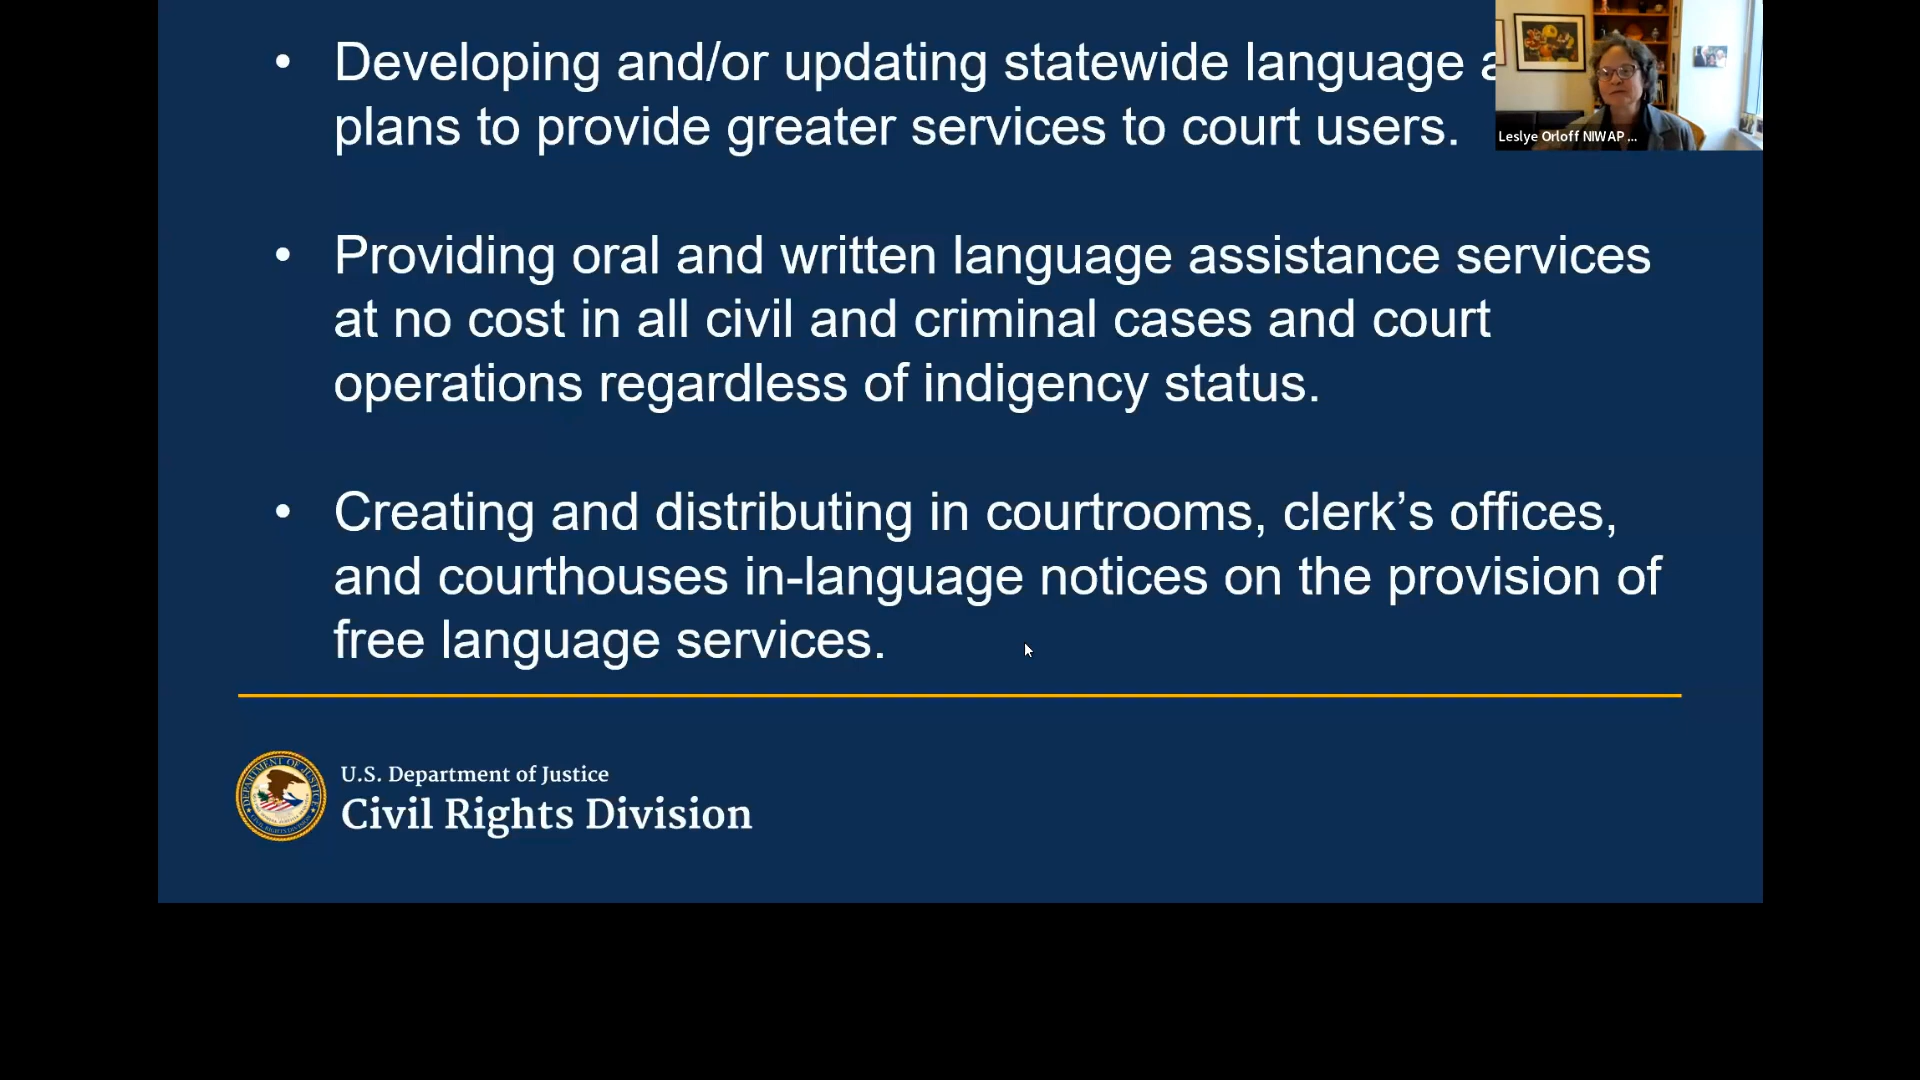 • Developing and/or updating statewide language
plans to provide greater services to court users.
• Providing oral and written language assistance services
at no cost in all civil and criminal cases and court
operations regardless of indigency status.
• Creating and distributing in courtrooms, clerk’s offices,
and courthouses in-language notices on the provision of
free language services.
Leslye Orloff NIWAP ...
U.S. Department of Justice
Civil Rights Division